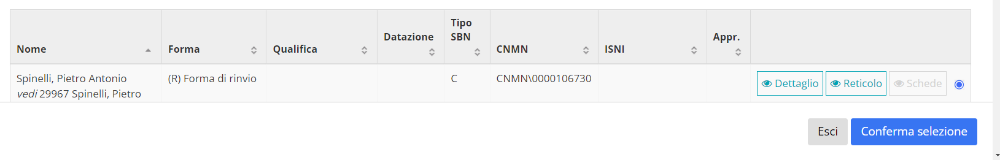 Nome Forma Qualifica Datazione Tipo SBN CNMN ISNI Appr.
Spinelli, Pietro Antonio (R) Forma di rinvio C CNMN\0000106730 Dettaglio Reticolo Schede
vedi 29967 Spinelli, Pietro
Esci Conferma selezione